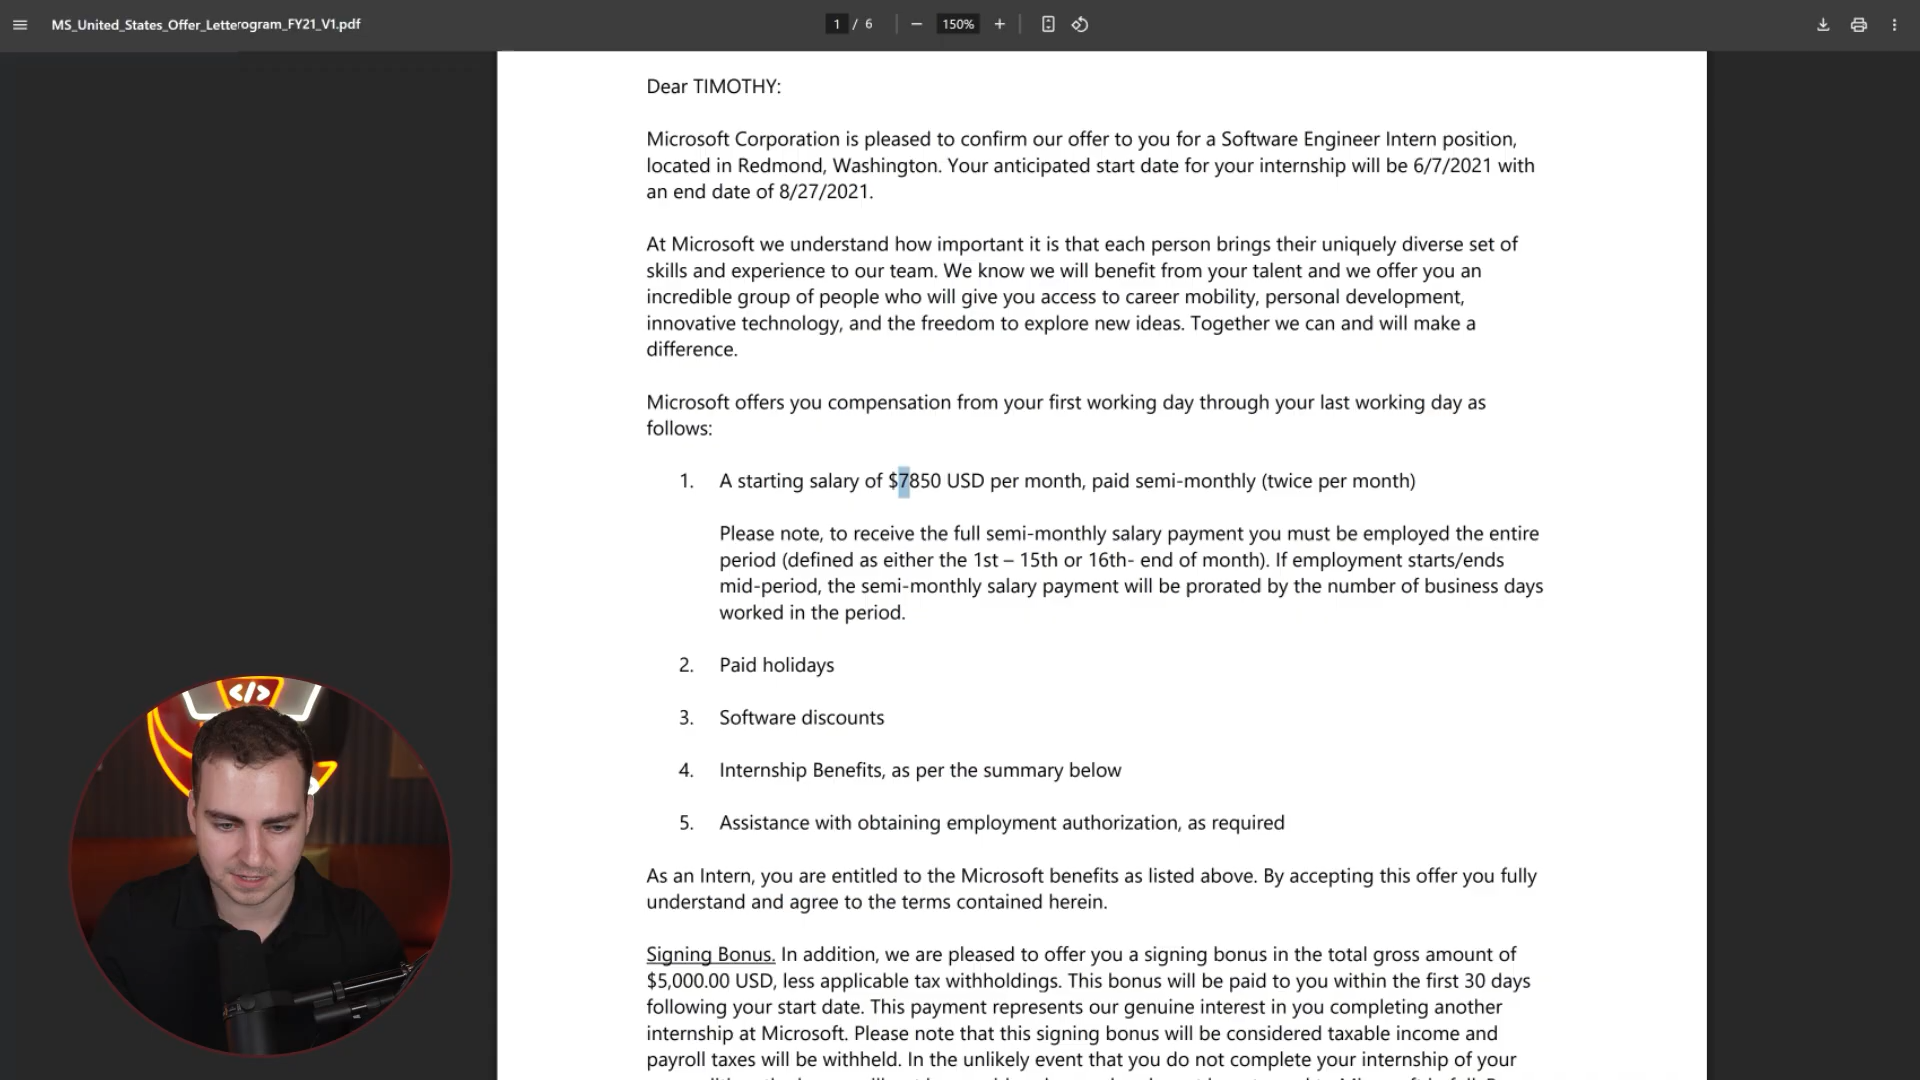 MS_United_States_Offer_Letterogram_FY21_V1.pdf
1 / 6
150%
Dear TIMOTHY:
Microsoft Corporation is pleased to confirm our offer to you for a Software Engineer Intern position,
located in Redmond, Washington. Your anticipated start date for your internship will be 6/7/2021 with
an end date of 8/27/2021.
At Microsoft we understand how important it is that each person brings their uniquely diverse set of
skills and experience to our team. We know we will benefit from your talent and we offer you an
incredible group of people who will give you access to career mobility, personal development,
innovative technology, and the freedom to explore new ideas. Together we can and will make a
difference.
Microsoft offers you compensation from your first working day through your last working day as
follows:
1. A starting salary of $7850 USD per month, paid semi-monthly (twice per month)
Please note, to receive the full semi-monthly salary payment you must be employed the entire
period (defined as either the 1st – 15th or 16th- end of month). If employment starts/ends
mid-period, the semi-monthly salary payment will be prorated by the number of business days
worked in the period.
2. Paid holidays
3. Software discounts
4. Internship Benefits, as per the summary below
5. Assistance with obtaining employment authorization, as required
As an Intern, you are entitled to the Microsoft benefits as listed above. By accepting this offer you fully
understand and agree to the terms contained herein.
Signing Bonus. In addition, we are pleased to offer you a signing bonus in the total gross amount of
$5,000.00 USD, less applicable tax withholdings. This bonus will be paid to you within the first 30 days
following your start date. This payment represents our genuine interest in you completing another
internship at Microsoft. Please note that this signing bonus will be considered taxable income and
payroll taxes will be withheld. In the unlikely event that you do not complete your internship of your
</>